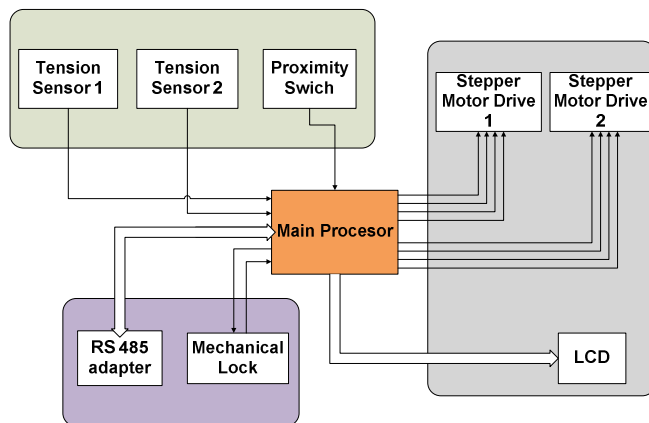 Tension
Sensor 1
Tension
Sensor 2
Proximity
Swich
Stepper
Motor Drive
1
Stepper
Motor Drive
2
Main Procesor
RS 485
adapter
Mechanical
Lock
LCD